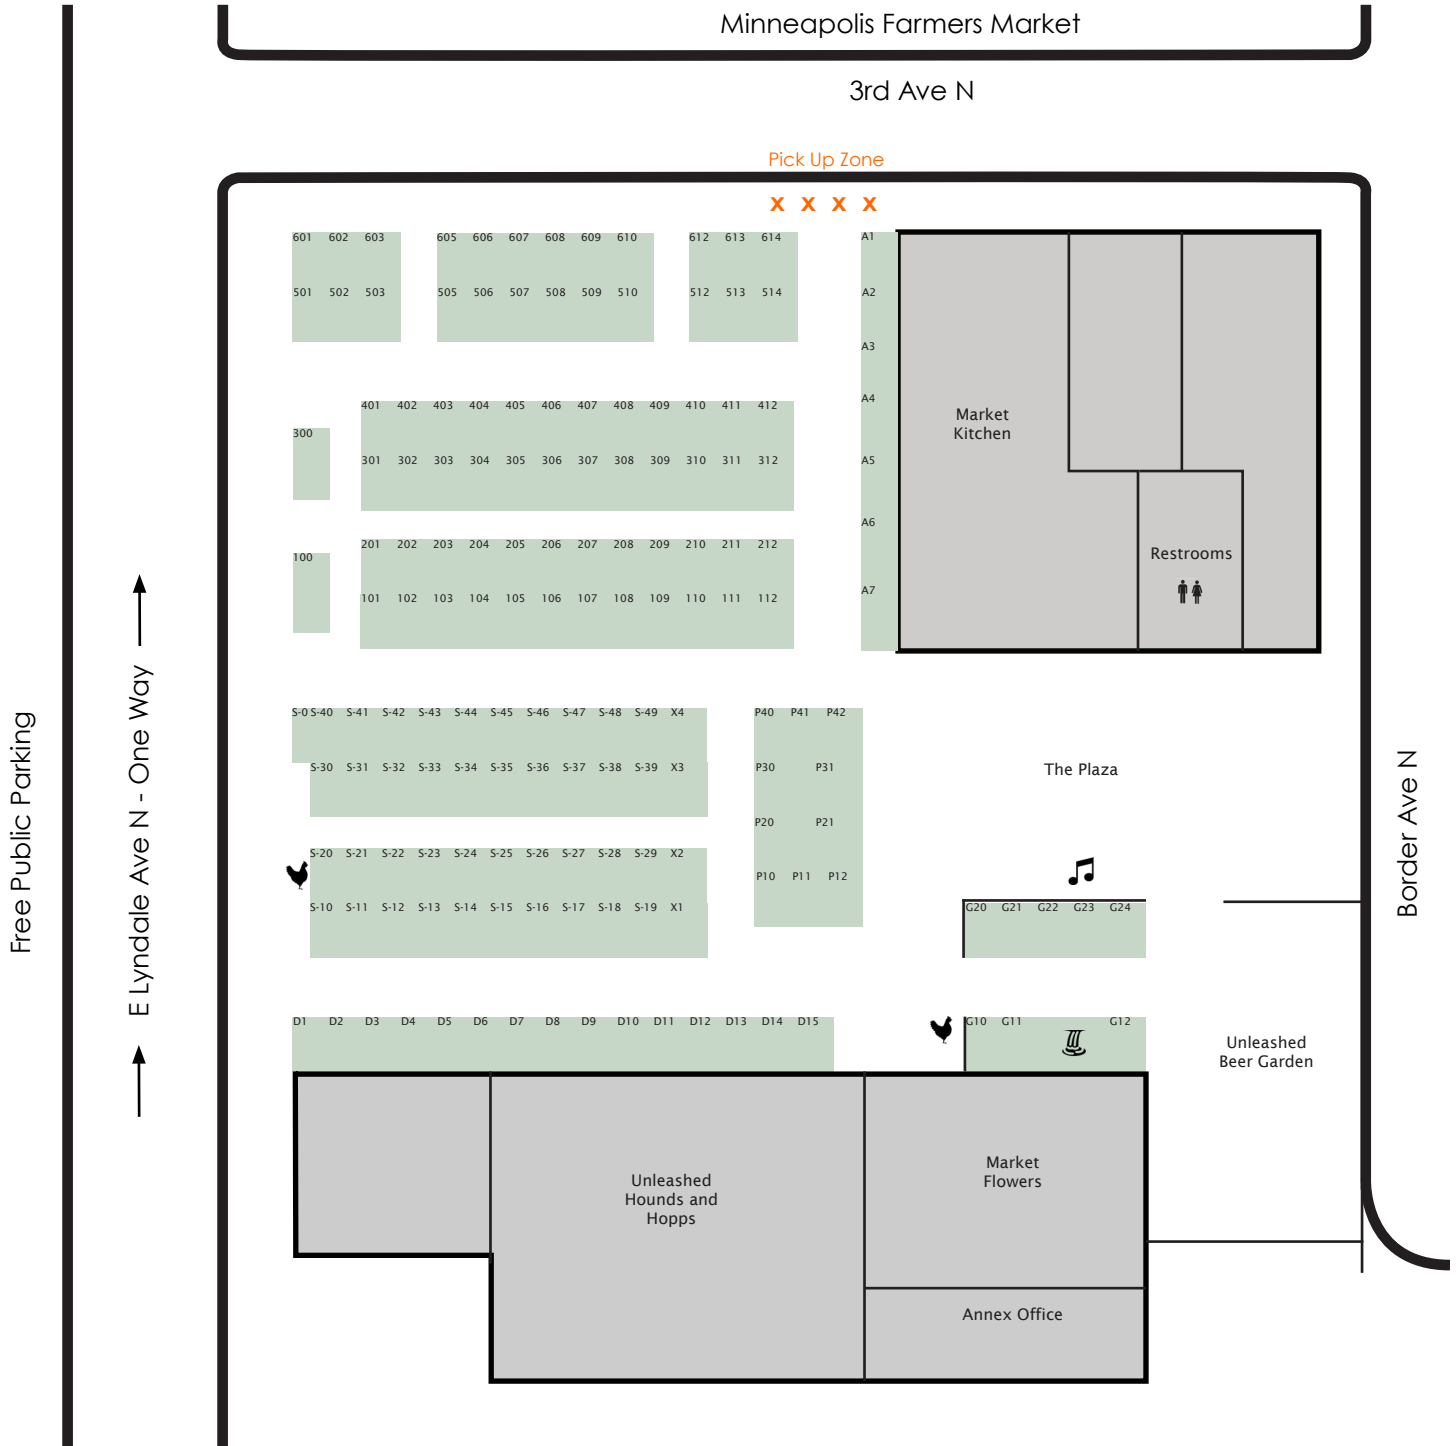 Minneapolis Farmers Market
3rd Ave N
Pick Up Zone
X X X X
601 602 603 605 606 607 608 609 610 612 613 614 A1
501 502 503 505 506 507 508 509 510 512 513 514 A2
A3
A4
401 402 403 404 405 406 407 408 409 410 411 412
Market
Kitchen
300
301 302 303 304 305 306 307 308 309 310 311 312 A5
A6
201 202 203 204 205 206 207 208 209 210 211 212
100
Restrooms
101 102 103 104 105 106 107 108 109 110 111 112 A7
S-0 S-40 S-41 S-42 S-43 S-44 S-45 S-46 S-47 S-48 S-49 X4 P40 P41 P42
S-30 S-31 S-32 S-33 S-34 S-35 S-36 S-37 S-38 S-39 X3 P30 P31
The Plaza
P20 P21
S-20 S-21 S-22 S-23 S-24 S-25 S-26 S-27 S-28 S-29 X2
P10 P11 P12
S-10 S-11 S-12 S-13 S-14 S-15 S-16 S-17 S-18 S-19 X1
G20 G21 G22 G23 G24
D1 D2 D3 D4 D5 D6 D7 D8 D9 D10 D11 D12 D13 D14 D15
G10 G11 G12
Unleashed
Beer Garden
Unleashed
Hounds and
Hopps
Market
Flowers
Annex Office
Free Public Parking
E Lyndale Ave N - One Way
Border Ave N